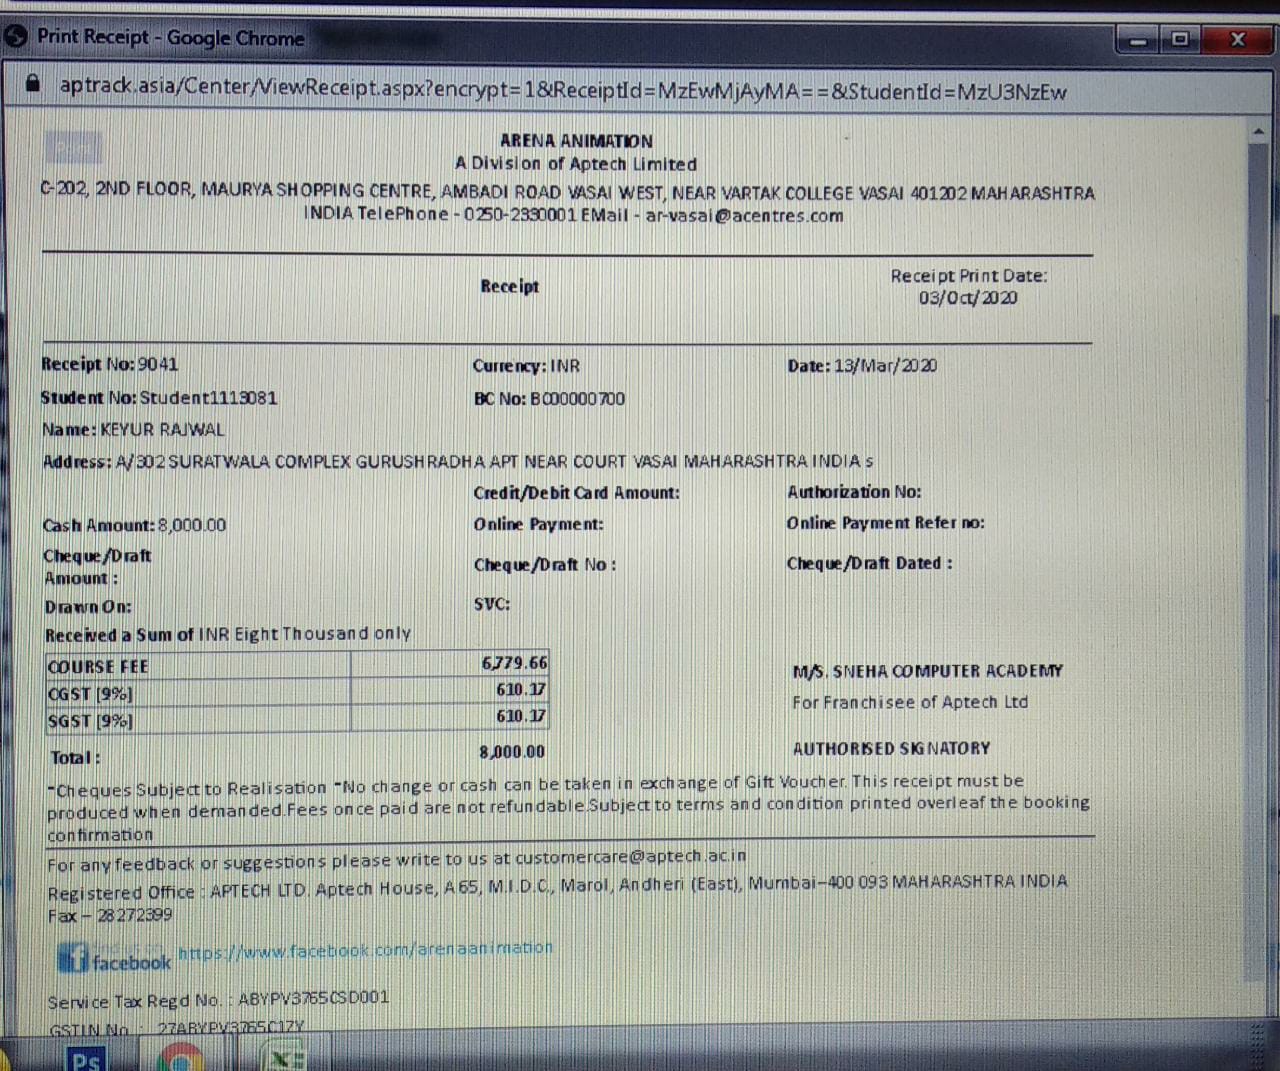 Print Receipt - Google Chrome
aptrack.asia/Center/ViewReceipt.aspx?encrypt=1&ReceiptId=MzEwMjAyMA==&StudentId=MzU3NzEw
Print
ARENA ANIMATION
A Division of Aptech Limited
C-202, 2ND FLOOR, MAURYA SHOPPING CENTRE, AMBADI ROAD VASAI WEST, NEAR VARTAK COLLEGE VASAI 401202 MAHARASHTRA
INDIA TelePhone - 0250-2330001 EMail - ar-vasai@acentres.com
Receipt
Receipt Print Date:
03/Oct/2020
Receipt No: 9041 Currency: INR Date: 13/Mar/2020
Student No: Student1113081 BC No: BC00000700
Name: KEYUR RAJWAL
Address: A/302 SURATWALA COMPLEX GURUSHRADHA APT NEAR COURT VASAI MAHARASHTRA INDIA s
Credit/Debit Card Amount: Authorization No:
Cash Amount: 8,000.00 Online Payment: Online Payment Refer no:
Cheque/Draft
Amount : Cheque/Draft No : Cheque/Draft Dated :
Drawn On: SVC:
Received a Sum of INR Eight Thousand only
COURSE FEE 6,779.66
CGST [9%] 610.17
SGST [9%] 610.17
Total : 8,000.00
M/S. SNEHA COMPUTER ACADEMY
For Franchisee of Aptech Ltd
AUTHORISED SIGNATORY
"Cheques Subject to Realisation "No change or cash can be taken in exchange of Gift Voucher. This receipt must be
produced when demanded.Fees once paid are not refundable.Subject to terms and condition printed overleaf the booking
confirmation
For any feedback or suggestions please write to us at customercare@aptech.ac.in
Registered Office : APTECH LTD. Aptech House, A 65, M.I.D.C., Marol, Andheri (East), Mumbai-400 093 MAHARASHTRA INDIA
Fax - 28272399
find us on
facebook https://www.facebook.com/arenaanimation
Service Tax Regd No. : ABYPV3765CSD001
GSTIN No : 27ABYPV3765C1ZY
Ps